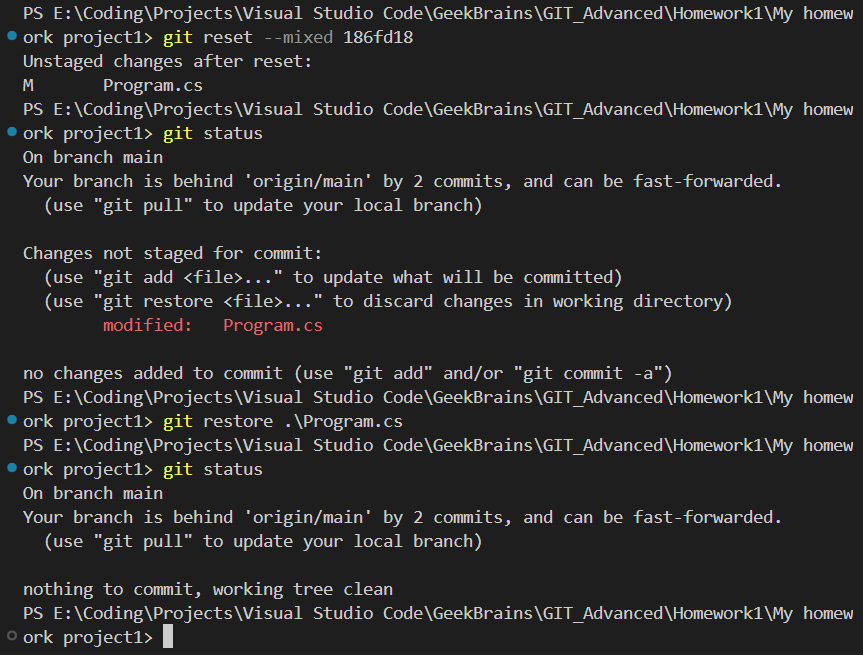 PS E:\Coding\Projects\Visual Studio Code\GeekBrains\GIT_Advanced\Homework1\My homew
ork project1> git reset --mixed 186fd18
Unstaged changes after reset:
M       Program.cs
PS E:\Coding\Projects\Visual Studio Code\GeekBrains\GIT_Advanced\Homework1\My homew
ork project1> git status
On branch main
Your branch is behind 'origin/main' by 2 commits, and can be fast-forwarded.
  (use "git pull" to update your local branch)

Changes not staged for commit:
  (use "git add <file>..." to update what will be committed)
  (use "git restore <file>..." to discard changes in working directory)
        modified:   Program.cs

no changes added to commit (use "git add" and/or "git commit -a")
PS E:\Coding\Projects\Visual Studio Code\GeekBrains\GIT_Advanced\Homework1\My homew
ork project1> git restore .\Program.cs
PS E:\Coding\Projects\Visual Studio Code\GeekBrains\GIT_Advanced\Homework1\My homew
ork project1> git status
On branch main
Your branch is behind 'origin/main' by 2 commits, and can be fast-forwarded.
  (use "git pull" to update your local branch)

nothing to commit, working tree clean
PS E:\Coding\Projects\Visual Studio Code\GeekBrains\GIT_Advanced\Homework1\My homew
ork project1>